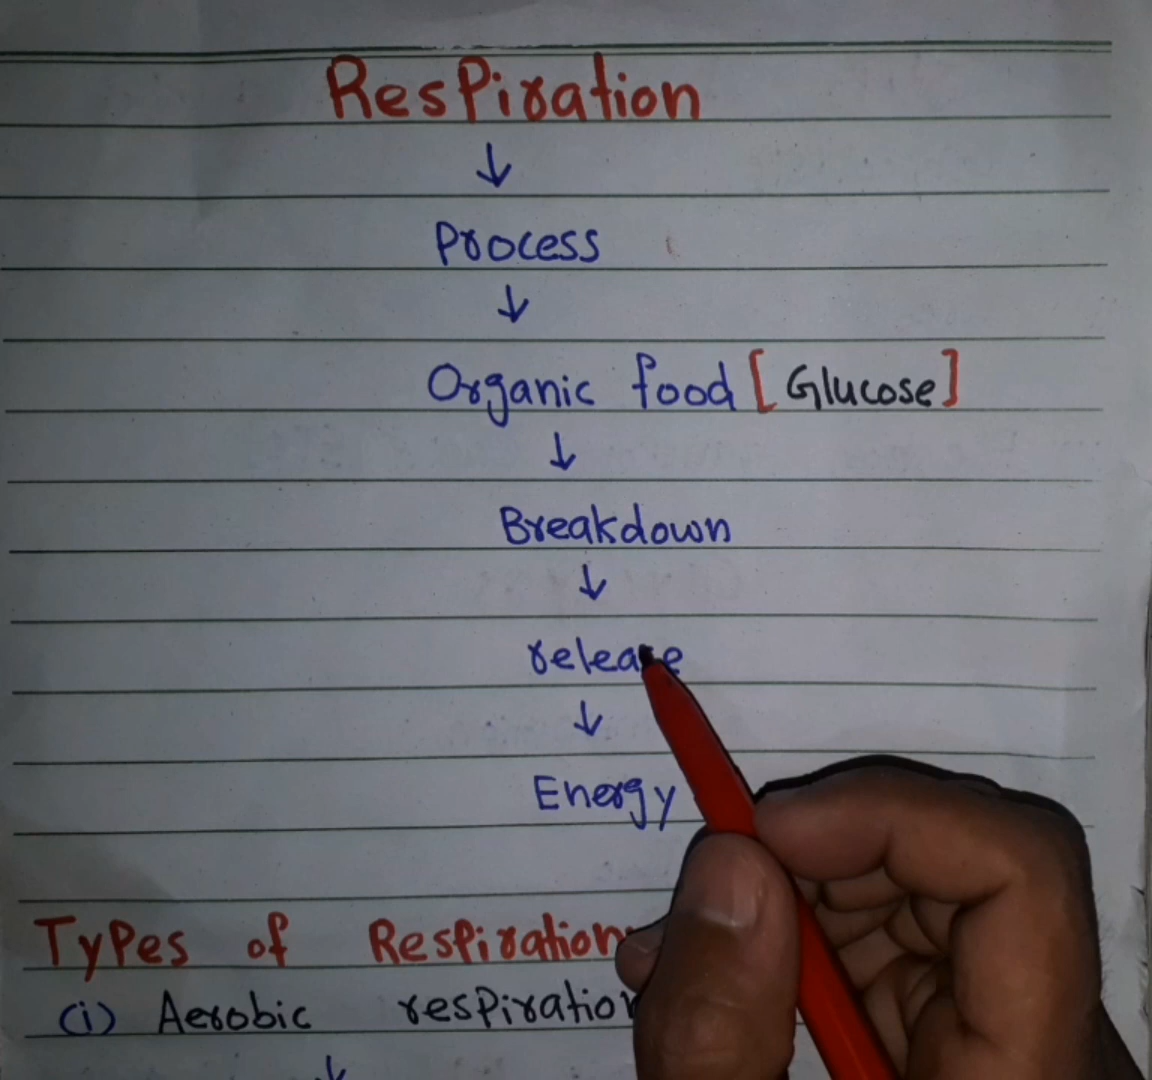 Respiration
↓
Process
↓
Organic food [Glucose]
↓
Breakdown
↓
release
↓
Energy
Types of Respiration
(i) Aerobic respiration
↓